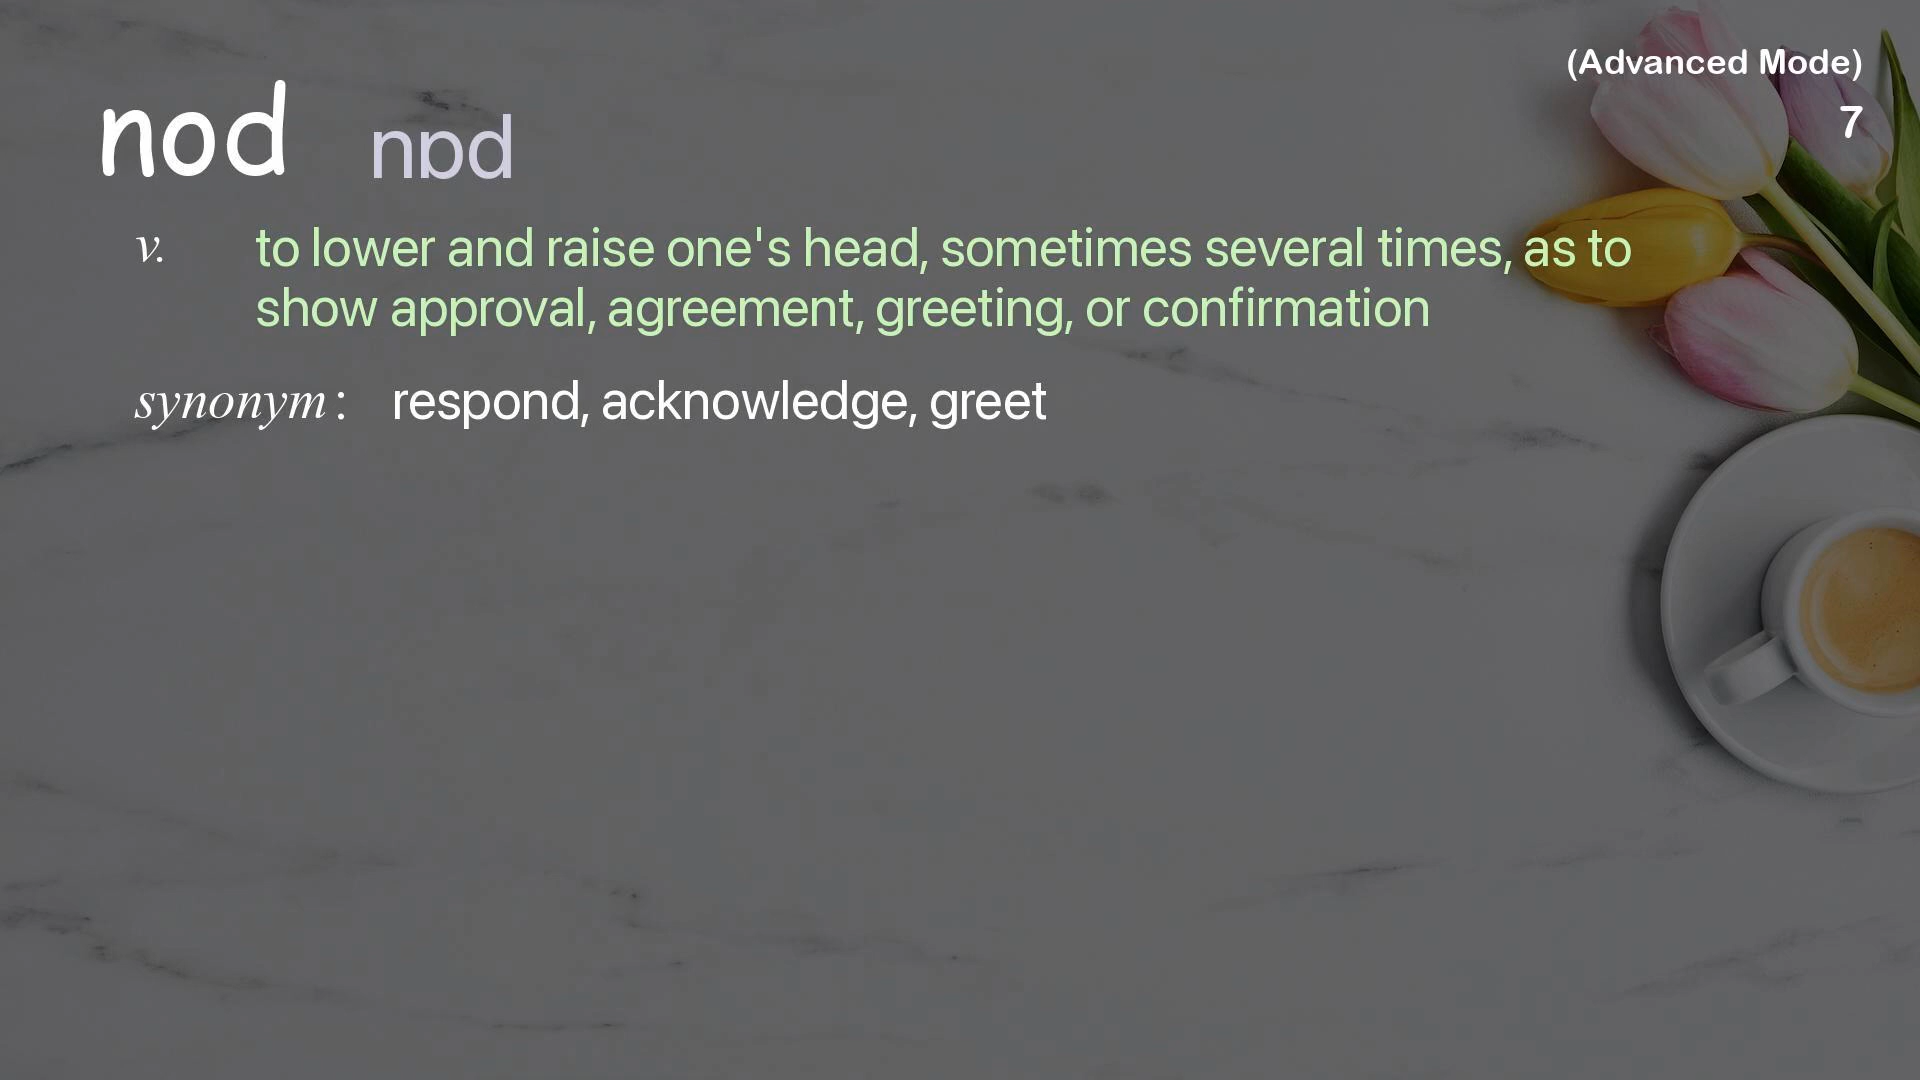 (Advanced Mode)
7
nod nɒd
v. to lower and raise one's head, sometimes several times, as to
show approval, agreement, greeting, or confirmation
synonym : respond, acknowledge, greet